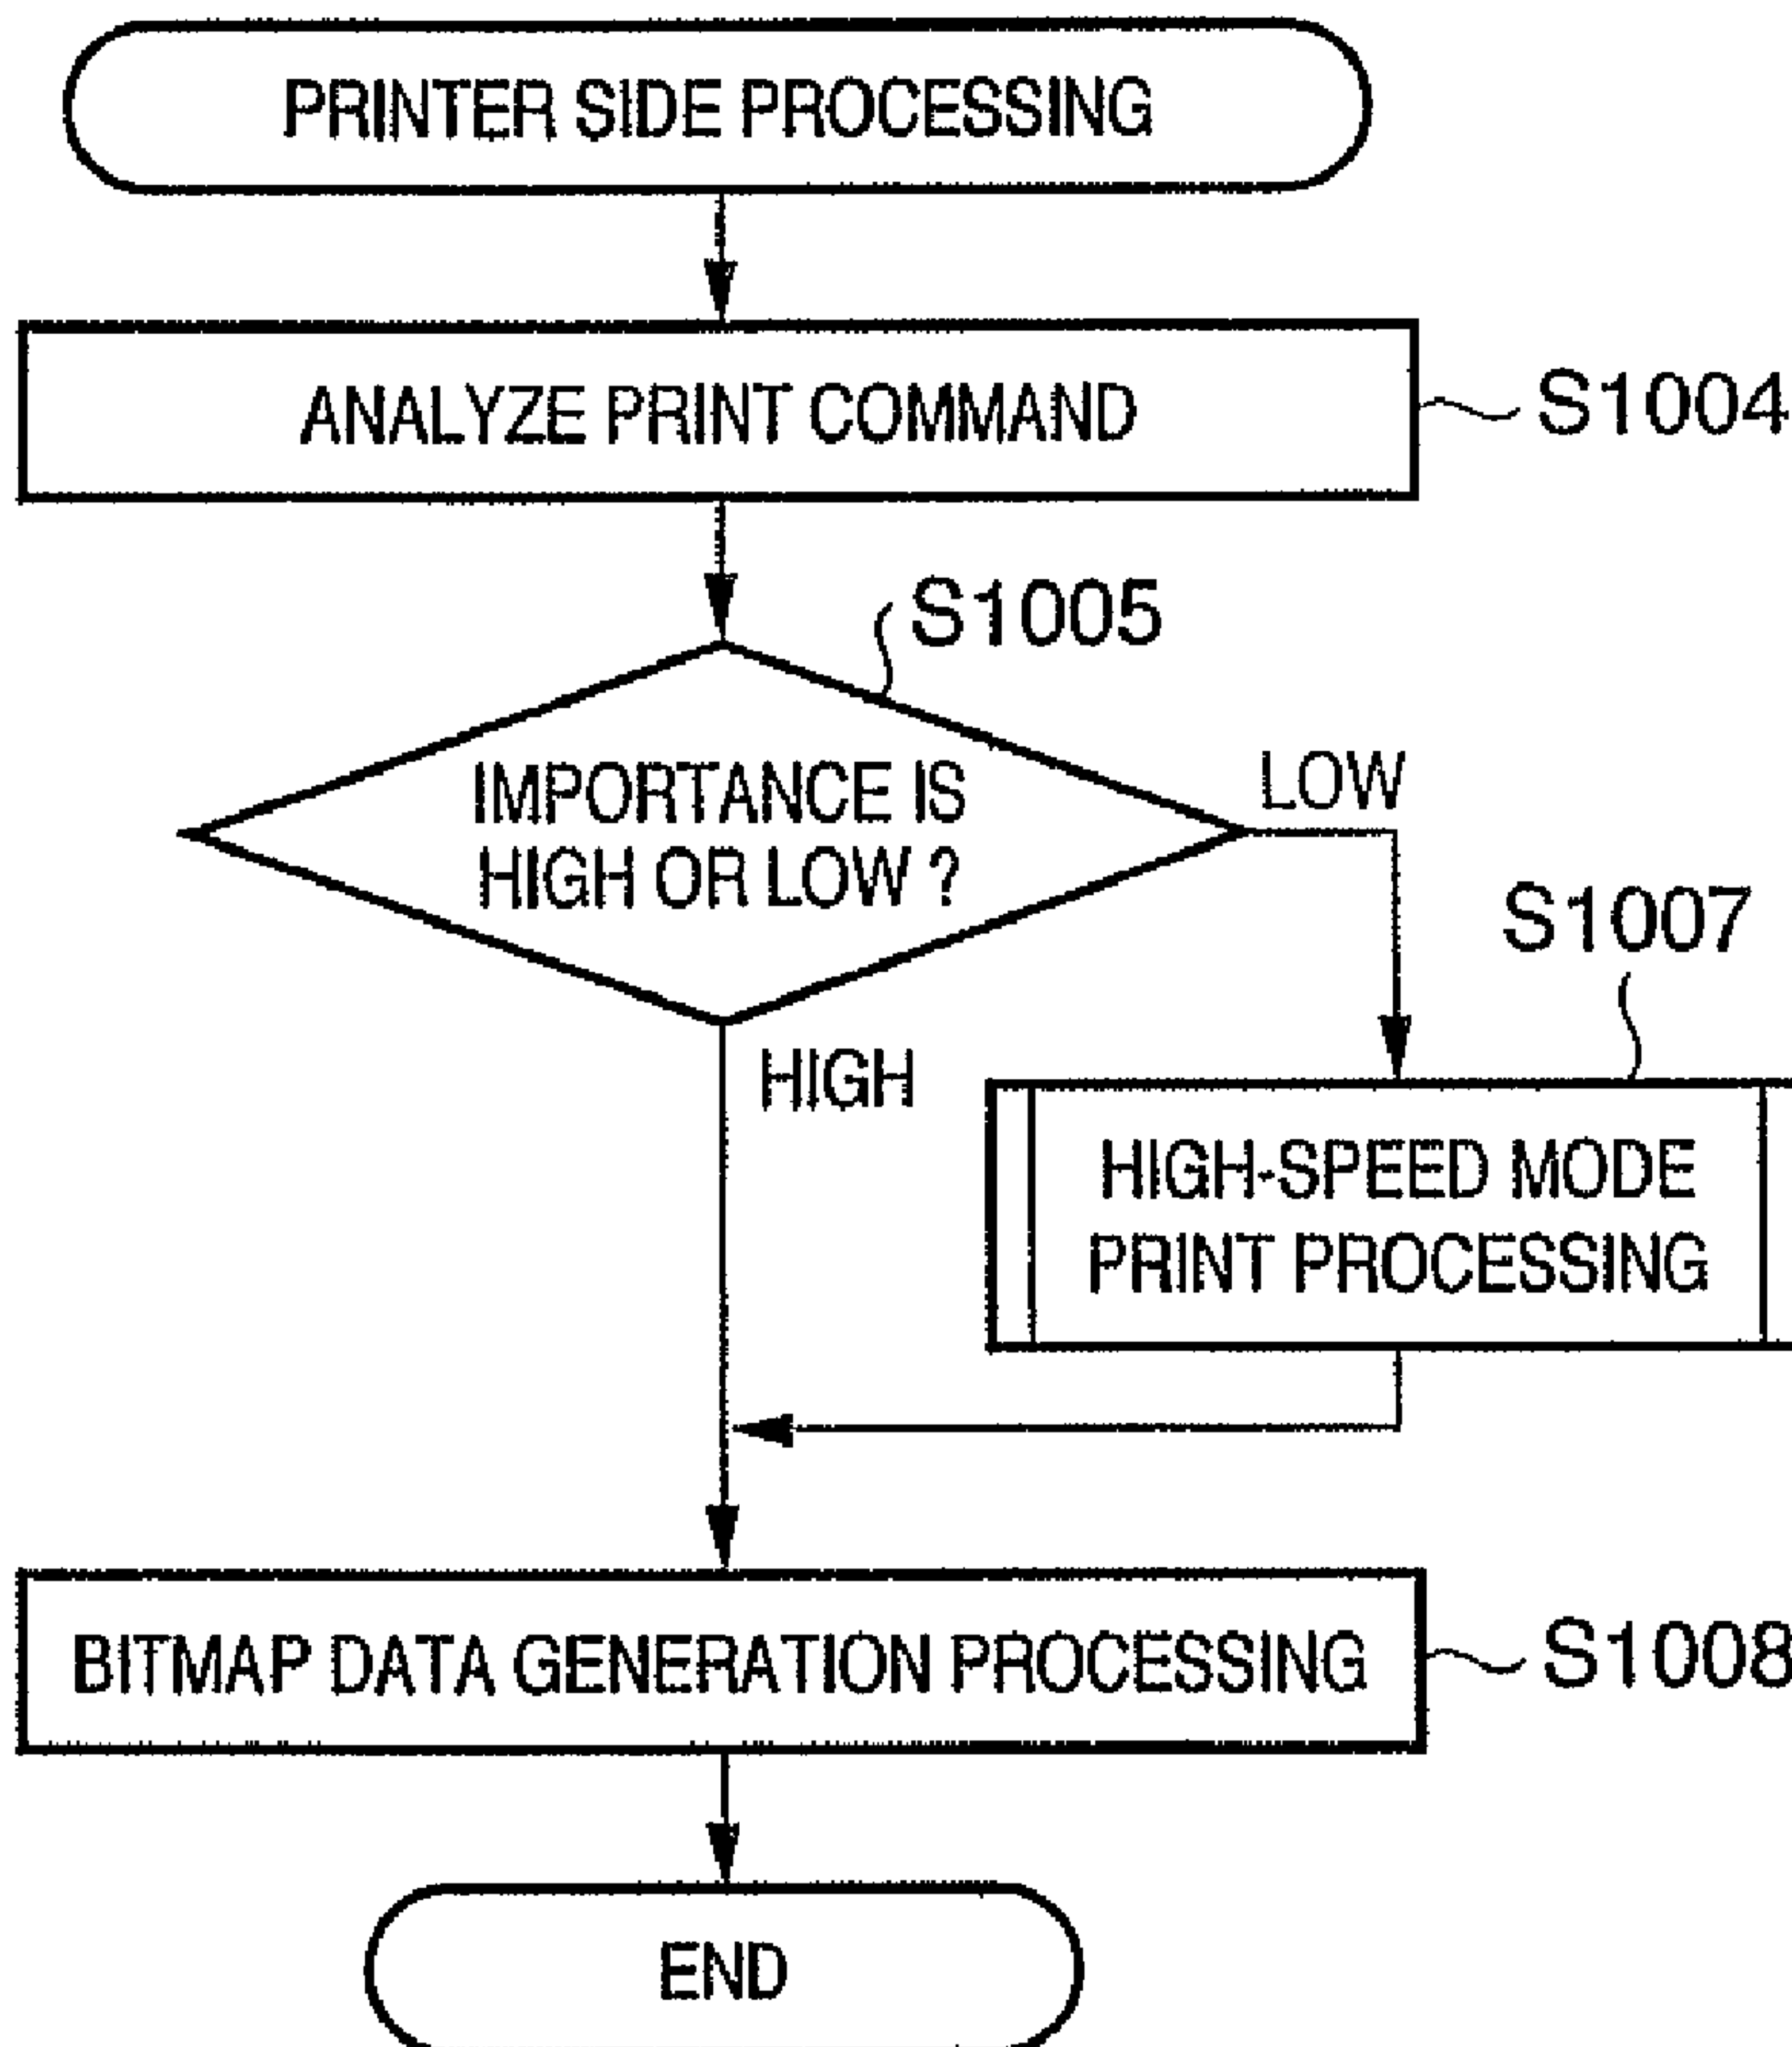 PRINTER SIDE PROCESSING
ANALYZE PRINT COMMAND
S1004
S1005
IMPORTANCE IS
HIGH OR LOW ?
LOW
S1007
HIGH
HIGH-SPEED MODE
PRINT PROCESSING
BITMAP DATA GENERATION PROCESSING
S1008
END